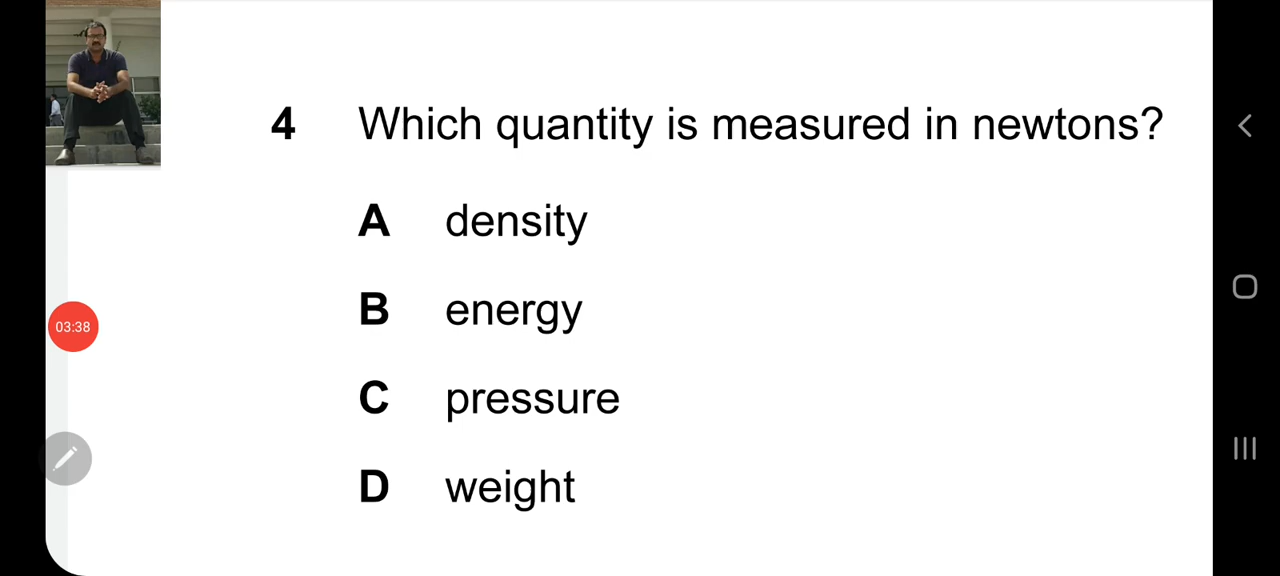 4 Which quantity is measured in newtons?
A density
B energy
C pressure
D weight
03:38